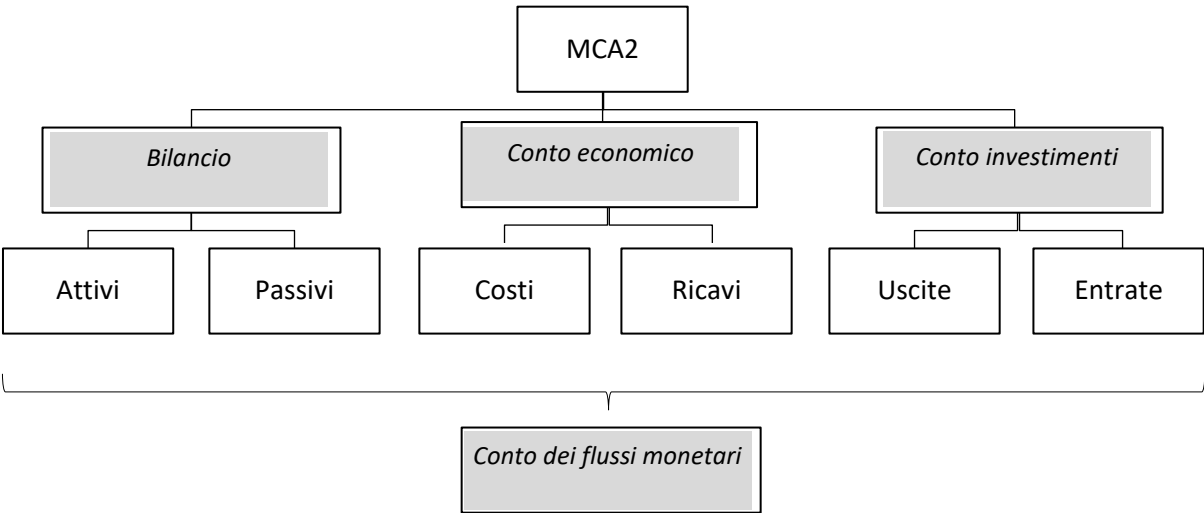 MCA2
Bilancio
Conto economico
Conto investimenti
Attivi
Passivi
Costi
Ricavi
Uscite
Entrate
Conto dei flussi monetari